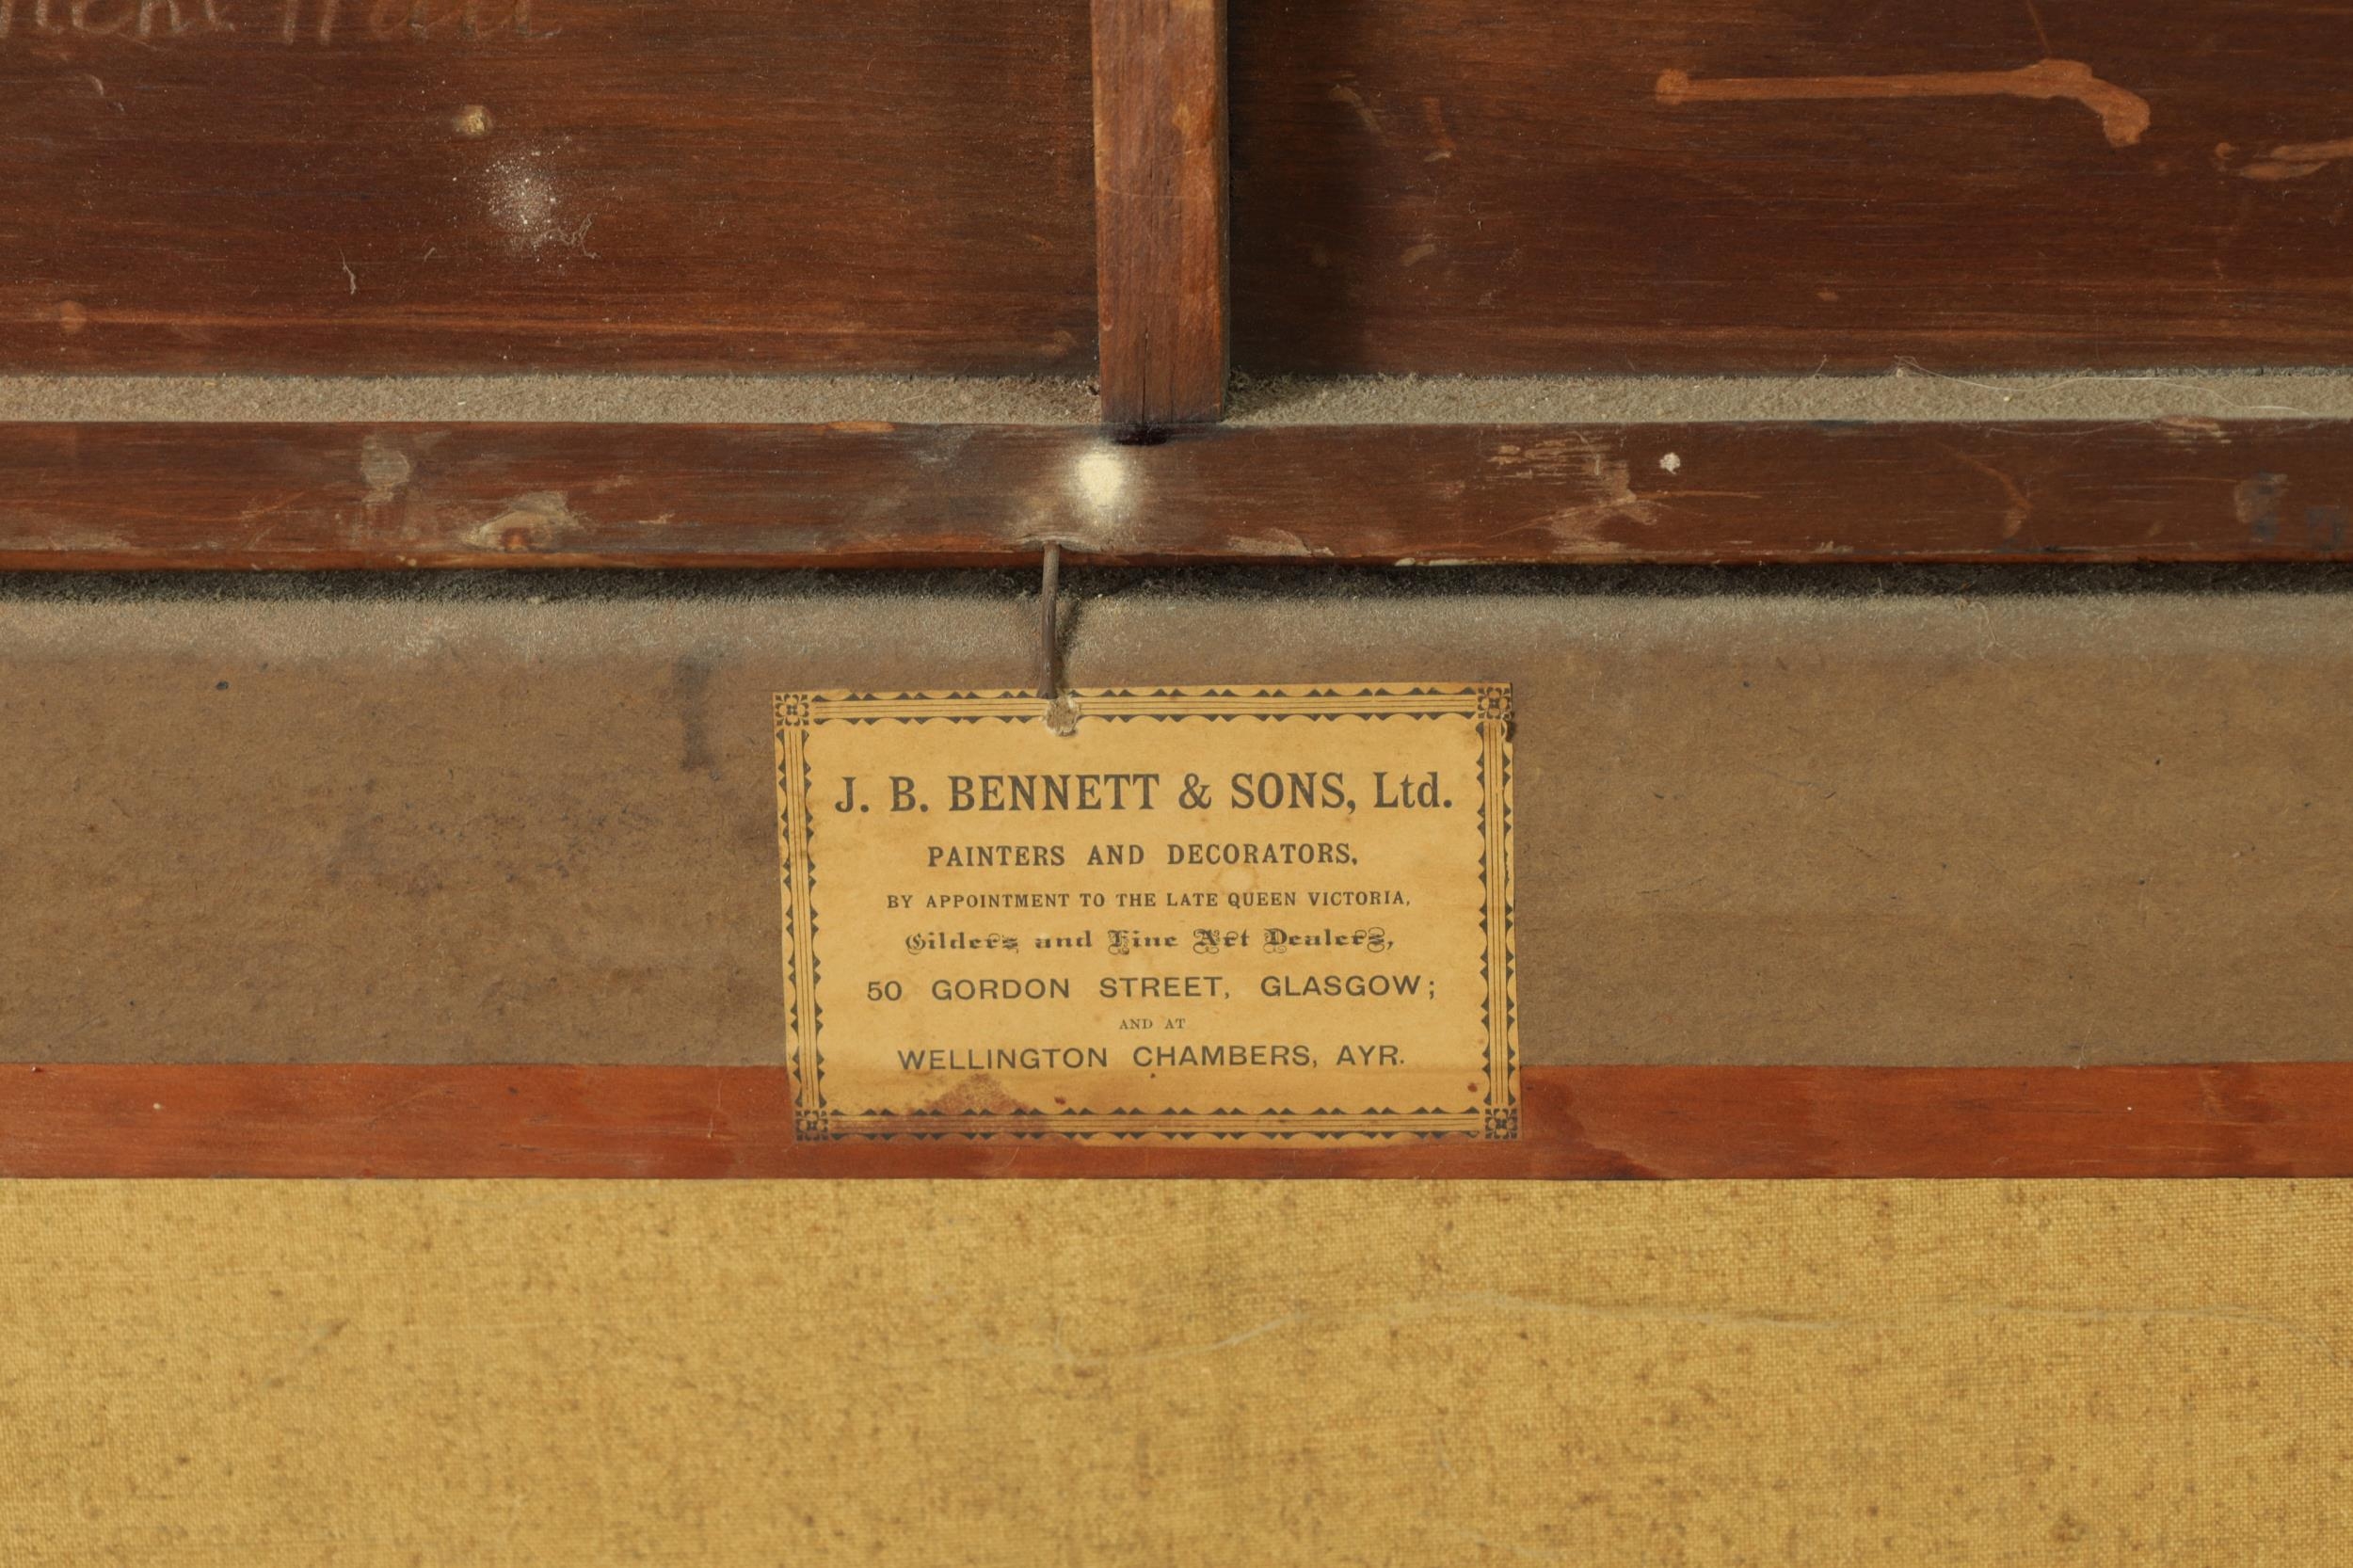 J. B. BENNETT & SONS, Ltd.
PAINTERS AND DECORATORS,
BY APPOINTMENT TO THE LATE QUEEN VICTORIA,
Gilders and Fine Art Dealers,
50 GORDON STREET, GLASGOW;
AND AT
WELLINGTON CHAMBERS, AYR.